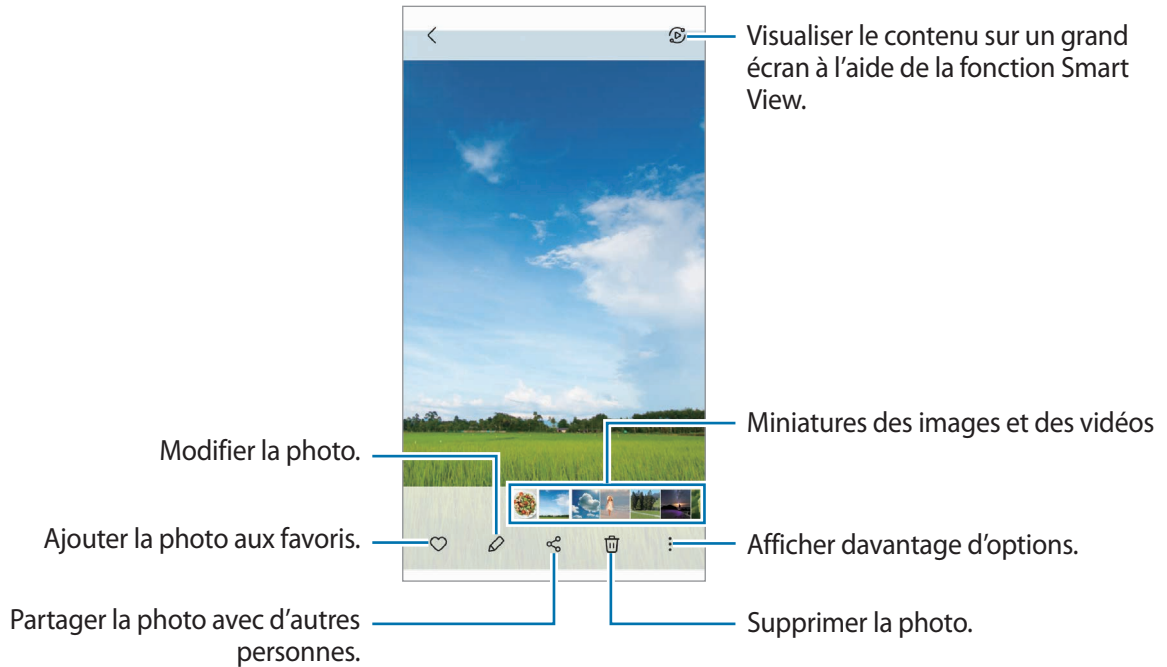 Visualiser le contenu sur un grand
écran à l'aide de la fonction Smart
View.
Miniatures des images et des vidéos
Modifier la photo.
Ajouter la photo aux favoris.
Afficher davantage d'options.
Partager la photo avec d'autres
personnes.
Supprimer la photo.